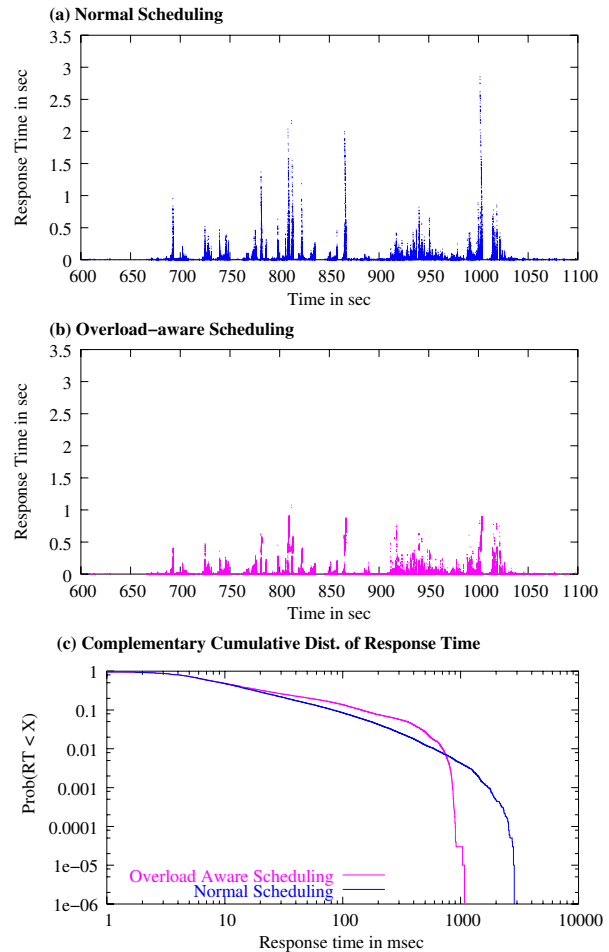 (a) Normal Scheduling
3.5
3
2.5
2
1.5
1
0.5
0
Response Time in sec
600 650 700 750 800 850 900 950 1000 1050 1100
Time in sec
(b) Overload−aware Scheduling
3.5
3
2.5
2
1.5
1
0.5
0
Response Time in sec
600 650 700 750 800 850 900 950 1000 1050 1100
Time in sec
(c) Complementary Cumulative Dist. of Response Time
1
0.1
0.01
0.001
0.0001
1e−05
1e−06
Prob(RT < X)
Overload Aware Scheduling
Normal Scheduling
1 10 100 1000 10000
Response time in msec